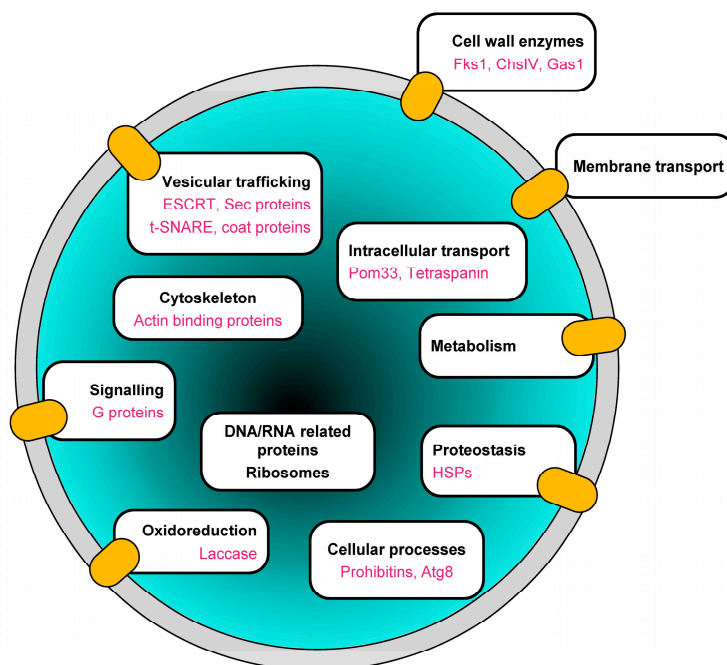 Cell wall enzymes
Fks1, ChsIV, Gas1
Membrane transport
Vesicular trafficking
ESCRT, Sec proteins
t-SNARE, coat proteins
Intracellular transport
Pom33, Tetraspanin
Cytoskeleton
Actin binding proteins
Metabolism
Signalling
G proteins
DNA/RNA related
proteins
Ribosomes
Proteostasis
HSPs
Oxidoreduction
Laccase
Cellular processes
Prohibitins, Atg8